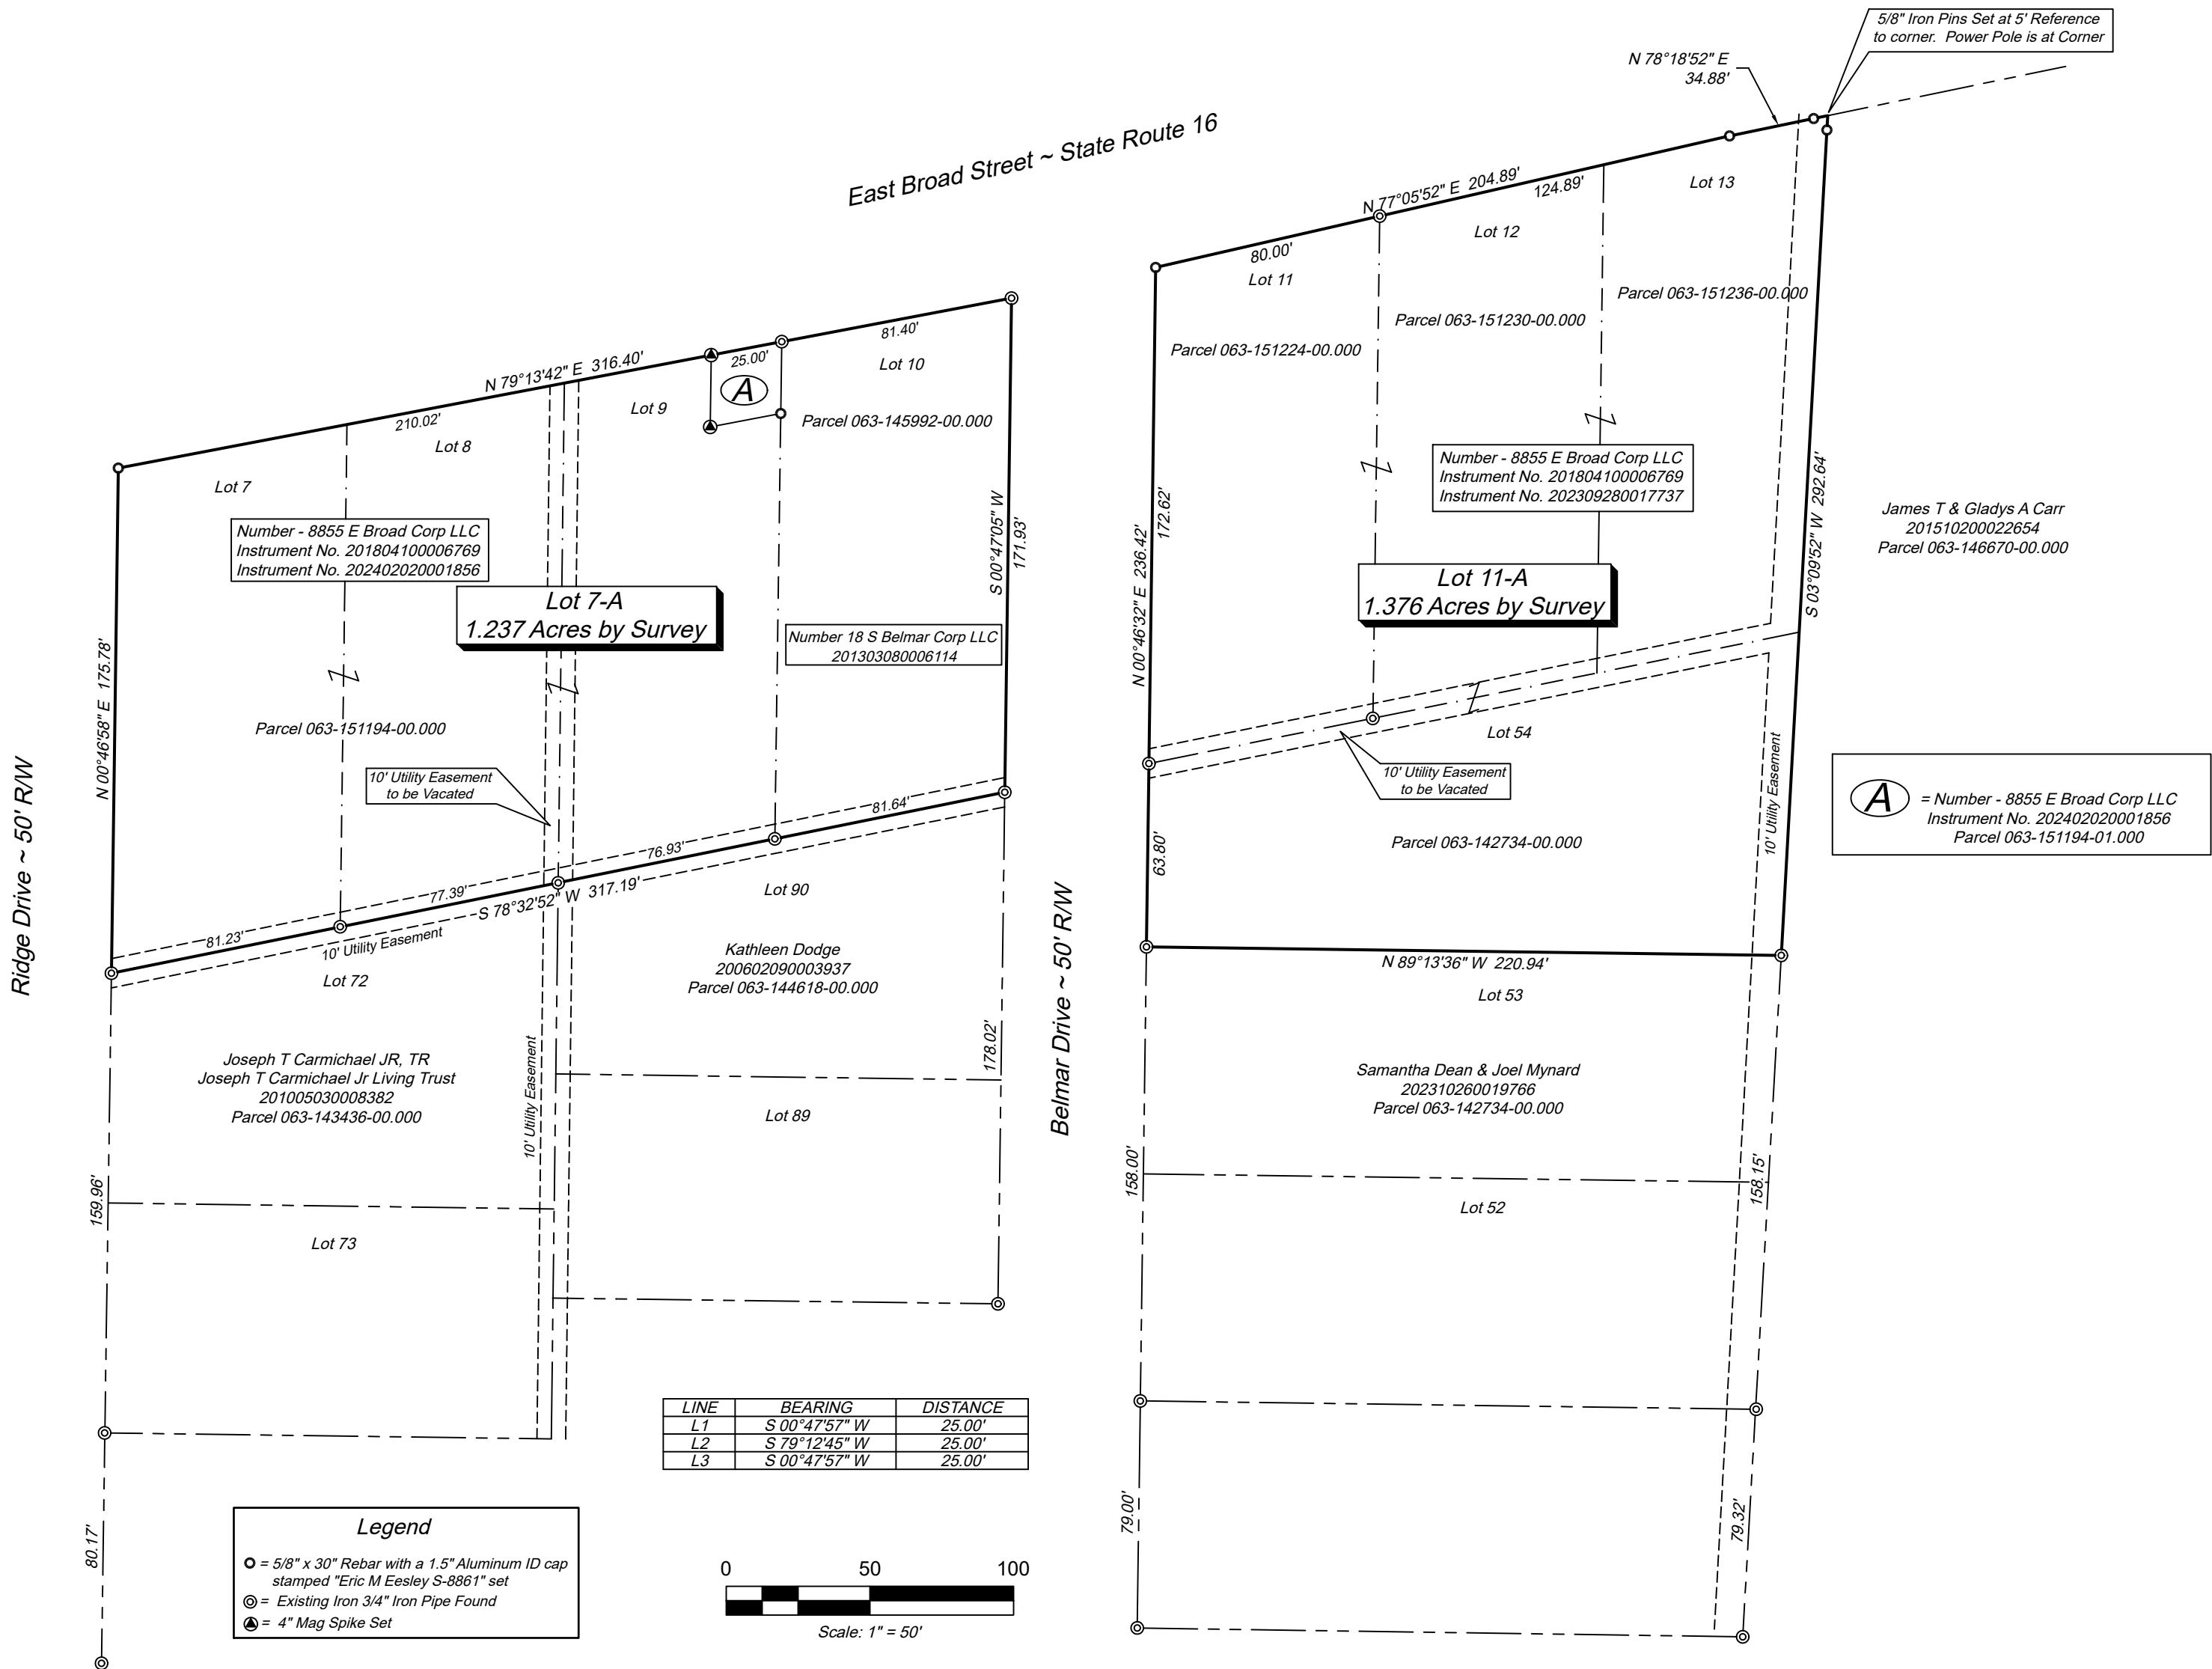 5/8" Iron Pins Set at 5' Reference
to corner. Power Pole is at Corner
N 78°18'52" E
34.88'
East Broad Street ~ State Route 16
N 77°05'52" E 204.89'
124.89'
80.00'
Lot 13
Lot 12
Lot 11
Parcel 063-151236-00.000
Parcel 063-151230-00.000
Parcel 063-151224-00.000
N 79°13'42" E 316.40'
210.02'
25.00'
81.40'
A
Lot 7
Lot 8
Lot 9
Lot 10
Parcel 063-145992-00.000
Number - 8855 E Broad Corp LLC
Instrument No. 201804100006769
Instrument No. 202402020001856
Lot 7-A
1.237 Acres by Survey
Number 18 S Belmar Corp LLC
201303080006114
S 00°47'05" W
171.93'
N 00°46'58" E 175.78'
Parcel 063-151194-00.000
10' Utility Easement
to be Vacated
81.23'
77.39'
76.93'
81.64'
S 78°32'52" W 317.19'
10' Utility Easement
Ridge Drive ~ 50' R/W
Lot 72
Joseph T Carmichael JR, TR
Joseph T Carmichael Jr Living Trust
201005030008382
Parcel 063-143436-00.000
10' Utility Easement
159.96'
Lot 73
80.17'
Lot 90
Kathleen Dodge
200602090003937
Parcel 063-144618-00.000
178.02'
Lot 89
Belmar Drive ~ 50' R/W
Number - 8855 E Broad Corp LLC
Instrument No. 201804100006769
Instrument No. 202309280017737
Lot 11-A
1.376 Acres by Survey
N 00°46'32" E 236.42'
172.62'
63.80'
S 03°09'52" W 292.64'
James T & Gladys A Carr
201510200022654
Parcel 063-146670-00.000
Lot 54
10' Utility Easement
to be Vacated
10' Utility Easement
Parcel 063-142734-00.000
A
= Number - 8855 E Broad Corp LLC
Instrument No. 202402020001856
Parcel 063-151194-01.000
N 89°13'36" W 220.94'
Lot 53
Samantha Dean & Joel Mynard
202310260019766
Parcel 063-142734-00.000
158.00'
158.15'
Lot 52
79.00'
79.32'
LINE BEARING DISTANCE
L1 S 00°47'57" W 25.00'
L2 S 79°12'45" W 25.00'
L3 S 00°47'57" W 25.00'
Legend
= 5/8" x 30" Rebar with a 1.5" Aluminum ID cap
stamped "Eric M Eesley S-8861" set
= Existing Iron 3/4" Iron Pipe Found
= 4" Mag Spike Set
0 50 100
Scale: 1" = 50'